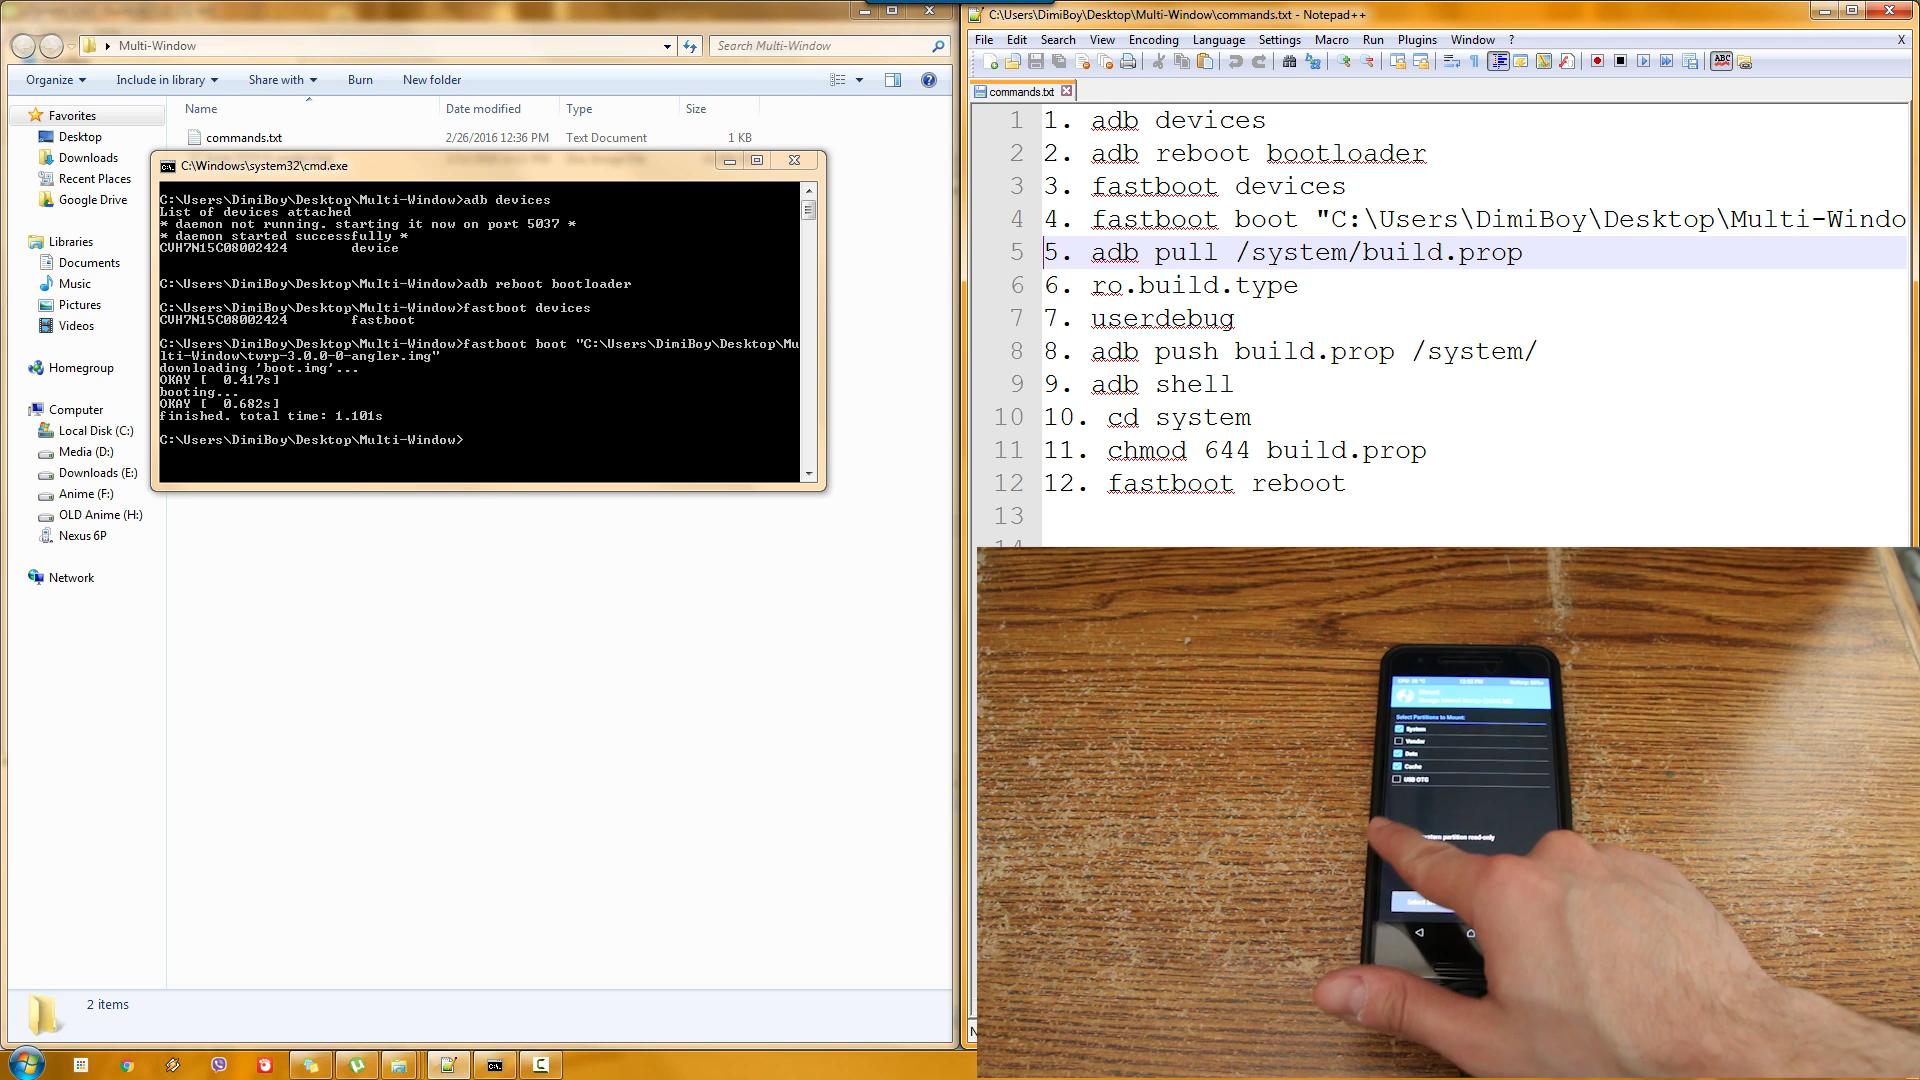 Multi-Window
Search Multi-Window
Organize
Include in library
Share with
Burn
New folder
Favorites
Desktop
Downloads
Recent Places
Google Drive
Libraries
Documents
Music
Pictures
Videos
Homegroup
Computer
Local Disk (C:)
Media (D:)
Downloads (E:)
Anime (F:)
OLD Anime (H:)
Nexus 6P
Network
Name
Date modified
Type
Size
commands.txt
2/26/2016 12:36 PM
Text Document
1 KB
C:\Windows\system32\cmd.exe
C:\Users\DimiBoy\Desktop\Multi-Window>adb devices
List of devices attached
* daemon not running. starting it now on port 5037 *
* daemon started successfully *
CVH7N15C08002424 device
C:\Users\DimiBoy\Desktop\Multi-Window>adb reboot bootloader
C:\Users\DimiBoy\Desktop\Multi-Window>fastboot devices
CVH7N15C08002424 fastboot
C:\Users\DimiBoy\Desktop\Multi-Window>fastboot boot "C:\Users\DimiBoy\Desktop\Mu
lti-Window\twrp-3.0.0-0-angler.img"
downloading 'boot.img'...
OKAY [ 0.417s]
booting...
OKAY [ 0.682s]
finished. total time: 1.101s
C:\Users\DimiBoy\Desktop\Multi-Window>
2 items
C:\Users\DimiBoy\Desktop\Multi-Window\commands.txt - Notepad++
File Edit Search View Encoding Language Settings Macro Run Plugins Window ? X
ABC
commands.txt
1 1. adb devices
2 2. adb reboot bootloader
3 3. fastboot devices
4 4. fastboot boot "C:\Users\DimiBoy\Desktop\Multi-Windo
5 5. adb pull /system/build.prop
6 6. ro.build.type
7 7. userdebug
8 8. adb push build.prop /system/
9 9. adb shell
10 10. cd system
11 11. chmod 644 build.prop
12 12. fastboot reboot
13
14
Mount
Select Partitions to Mount:
System
Vendor
Data
Cache
USB OTG
partition read-only
Select